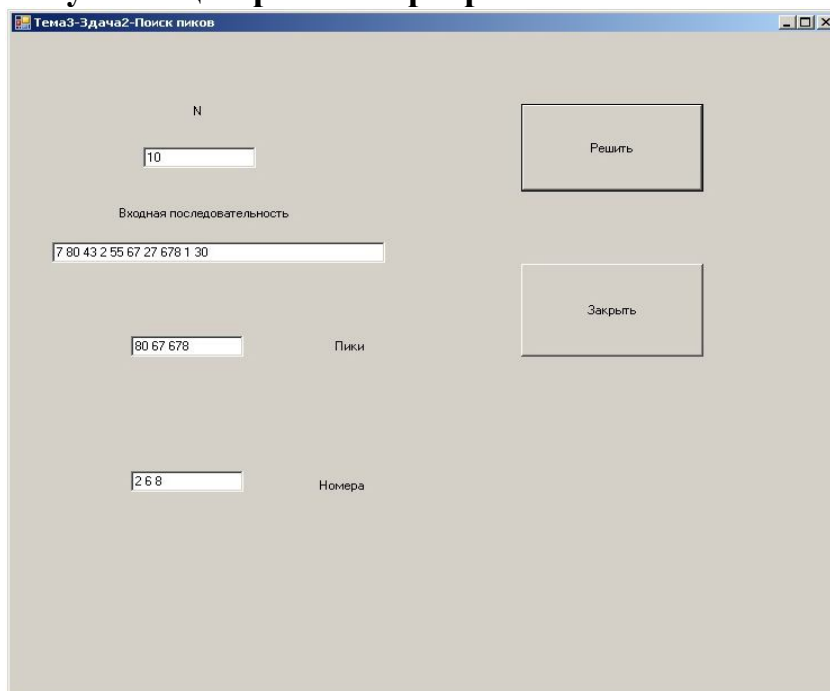 Тема3-Здача2-Поиск пиков
N
10
Решить
Входная последовательность
7 80 43 2 55 67 27 678 1 30
Закрыть
80 67 678
Пики
2 6 8
Номера